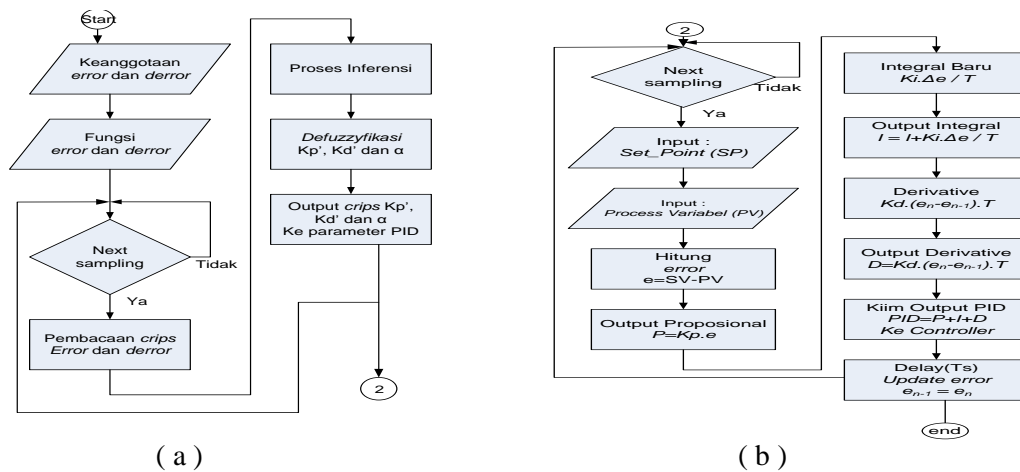 Start
Keanggotaan
error dan derror
Fungsi
error dan derror
Next
sampling
Tidak
Ya
Pembacaan crips
Error dan derror
Proses Inferensi
Defuzzyfikasi
Kp', Kd' dan α
Output crips Kp',
Kd' dan α
Ke parameter PID
2
( a )
2
Next
sampling
Tidak
Ya
Input :
Set_Point (SP)
Input :
Process Variabel (PV)
Hitung
error
e=SV-PV
Output Proposional
P=Kp.e
Integral Baru
Ki.Δe / T
Output Integral
I = I+Ki.Δe / T
Derivative
Kd.(en-en-1).T
Output Derivative
D=Kd.(en-en-1).T
Kiim Output PID
PID=P+I+D
Ke Controller
Delay(Ts)
Update error
en-1 = en
end
( b )